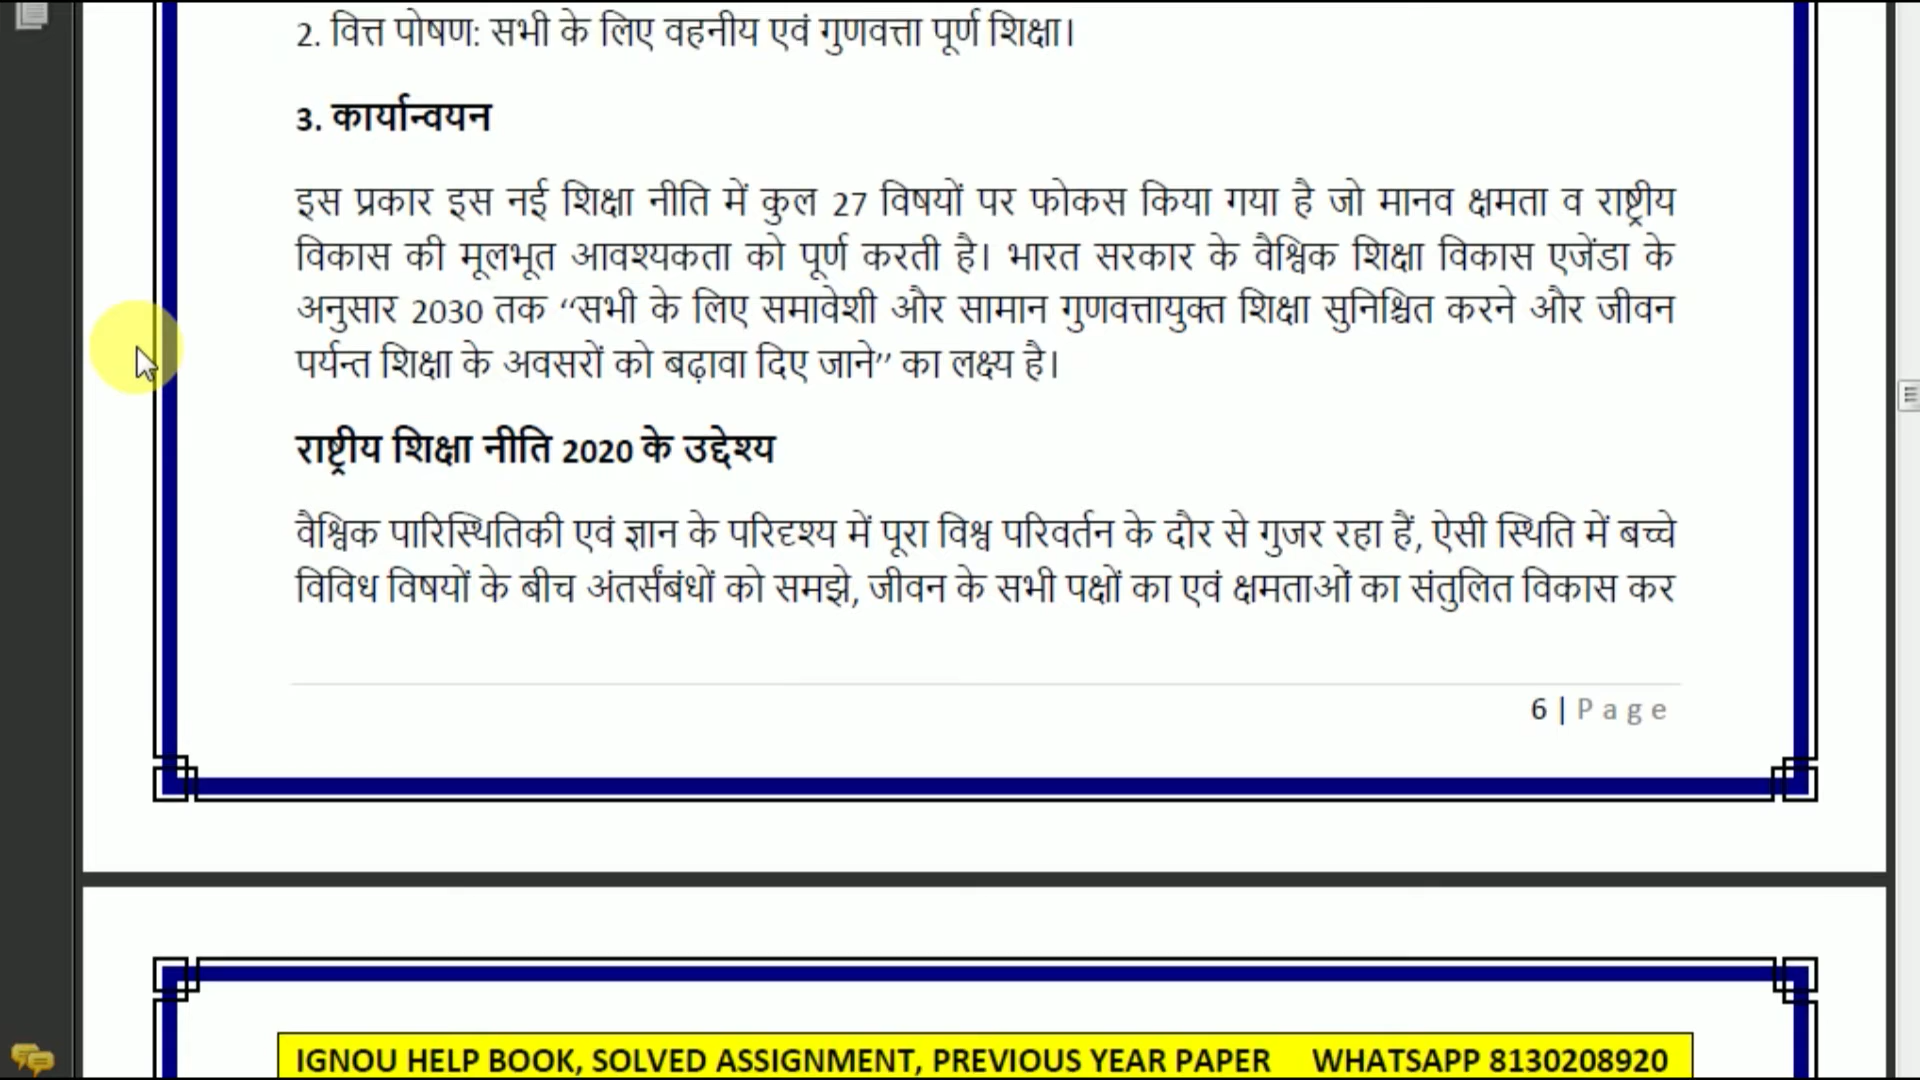 2. वित्त पोषण: सभी के लिए वहनीय एवं गुणवत्ता पूर्ण शिक्षा।
3. कार्यान्वयन
इस प्रकार इस नई शिक्षा नीति में कुल 27 विषयों पर फोकस किया गया है जो मानव क्षमता व राष्ट्रीय
विकास की मूलभूत आवश्यकता को पूर्ण करती है। भारत सरकार के वैश्विक शिक्षा विकास एजेंडा के
अनुसार 2030 तक “सभी के लिए समावेशी और सामान गुणवत्तायुक्त शिक्षा सुनिश्चित करने और जीवन
पर्यन्त शिक्षा के अवसरों को बढ़ावा दिए जाने” का लक्ष्य है।
राष्ट्रीय शिक्षा नीति 2020 के उद्देश्य
वैश्विक पारिस्थितिकी एवं ज्ञान के परिदृश्य में पूरा विश्व परिवर्तन के दौर से गुजर रहा हैं, ऐसी स्थिति में बच्चे
विविध विषयों के बीच अंतर्संबंधों को समझे, जीवन के सभी पक्षों का एवं क्षमताओं का संतुलित विकास कर
6 | Page
IGNOU HELP BOOK, SOLVED ASSIGNMENT, PREVIOUS YEAR PAPER WHATSAPP 8130208920